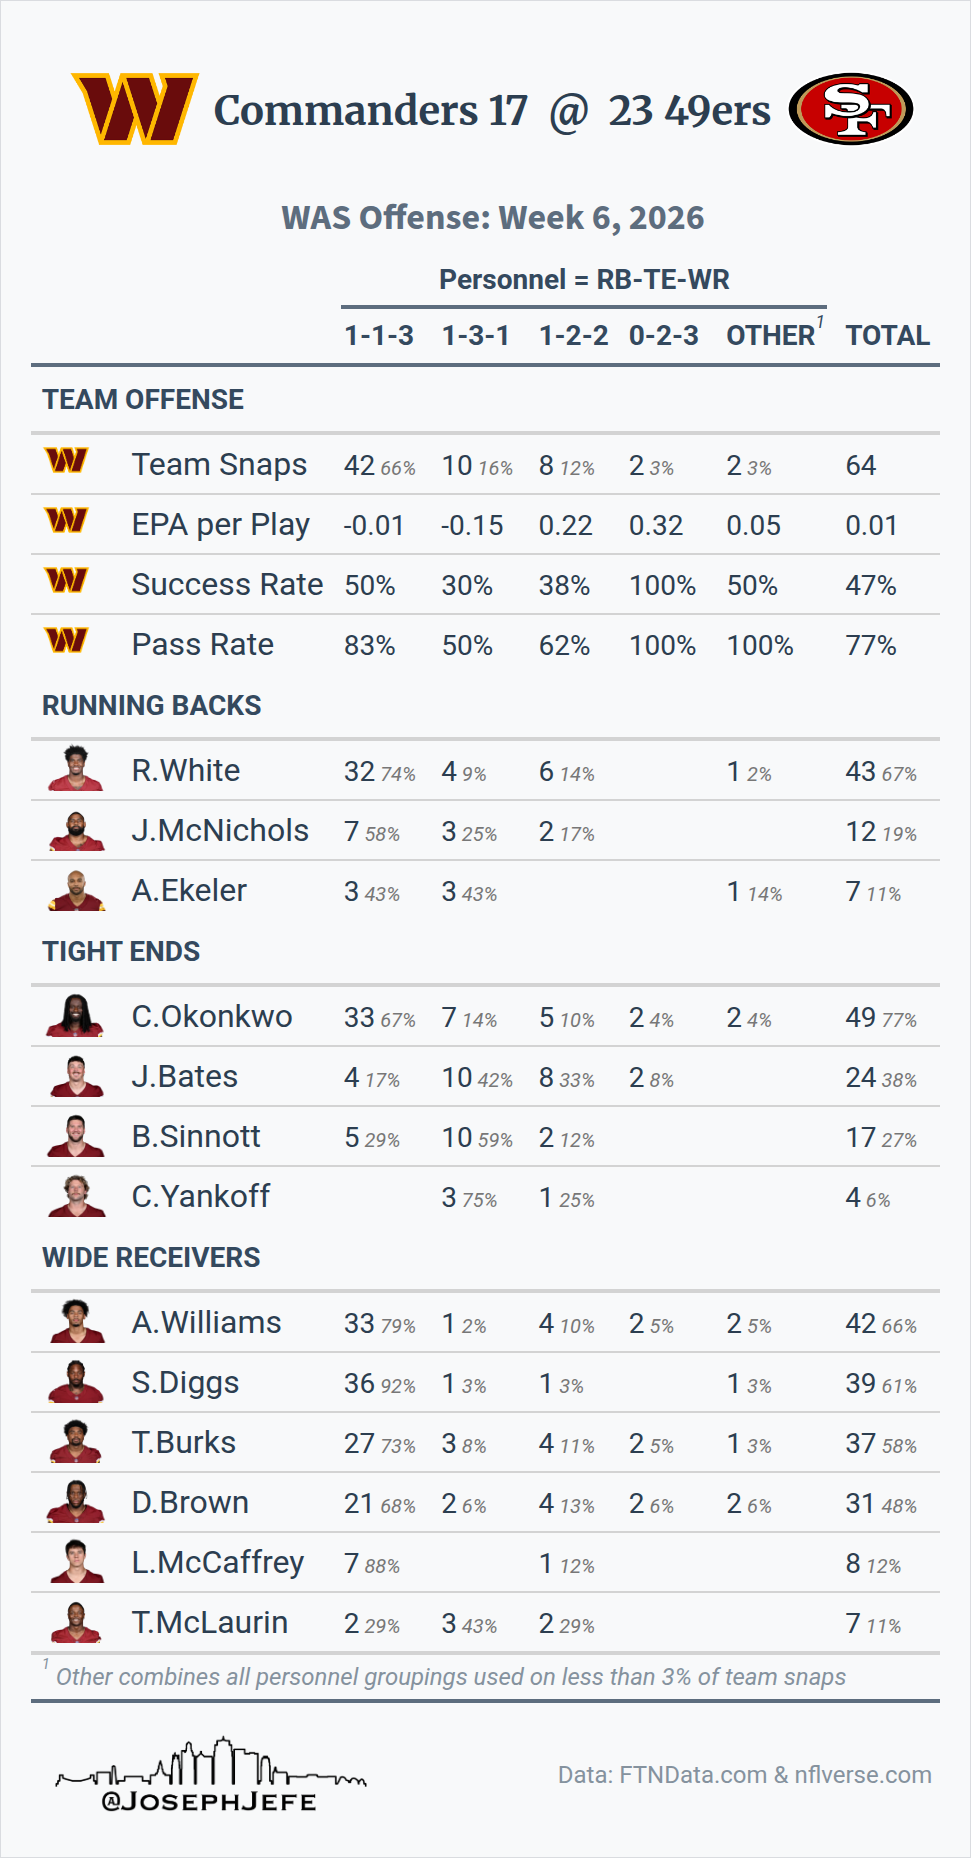 Commanders 17 @ 23 49ers
WAS Offense: Week 6, 2026
Personnel = RB-TE-WR
1-1-3 1-3-1 1-2-2 0-2-3 OTHER1 TOTAL
TEAM OFFENSE
Team Snaps 42 66% 10 16% 8 12% 2 3% 2 3% 64
EPA per Play -0.01 -0.15 0.22 0.32 0.05 0.01
Success Rate 50% 30% 38% 100% 50% 47%
Pass Rate 83% 50% 62% 100% 100% 77%
RUNNING BACKS
R.White 32 74% 4 9% 6 14% 1 2% 43 67%
J.McNichols 7 58% 3 25% 2 17% 12 19%
A.Ekeler 3 43% 3 43% 1 14% 7 11%
TIGHT ENDS
C.Okonkwo 33 67% 7 14% 5 10% 2 4% 2 4% 49 77%
J.Bates 4 17% 10 42% 8 33% 2 8% 24 38%
B.Sinnott 5 29% 10 59% 2 12% 17 27%
C.Yankoff 3 75% 1 25% 4 6%
WIDE RECEIVERS
A.Williams 33 79% 1 2% 4 10% 2 5% 2 5% 42 66%
S.Diggs 36 92% 1 3% 1 3% 1 3% 39 61%
T.Burks 27 73% 3 8% 4 11% 2 5% 1 3% 37 58%
D.Brown 21 68% 2 6% 4 13% 2 6% 2 6% 31 48%
L.McCaffrey 7 88% 1 12% 8 12%
T.McLaurin 2 29% 3 43% 2 29% 7 11%
1 Other combines all personnel groupings used on less than 3% of team snaps
@JosephJefe
Data: FTNData.com & nflverse.com